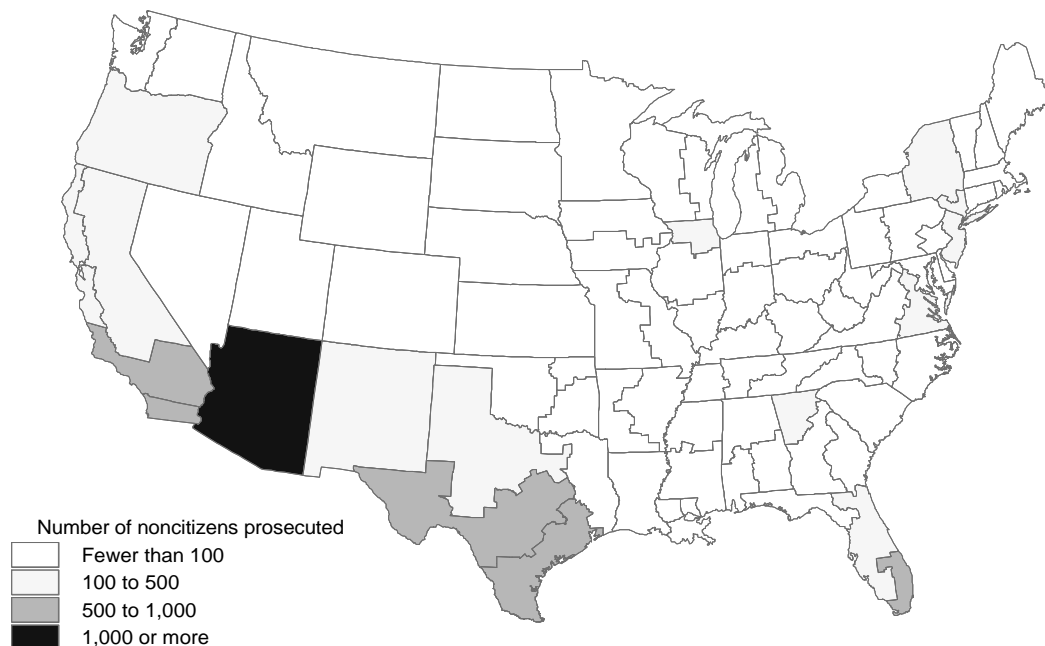 Number of noncitizens prosecuted
Fewer than 100
100 to 500
500 to 1,000
1,000 or more